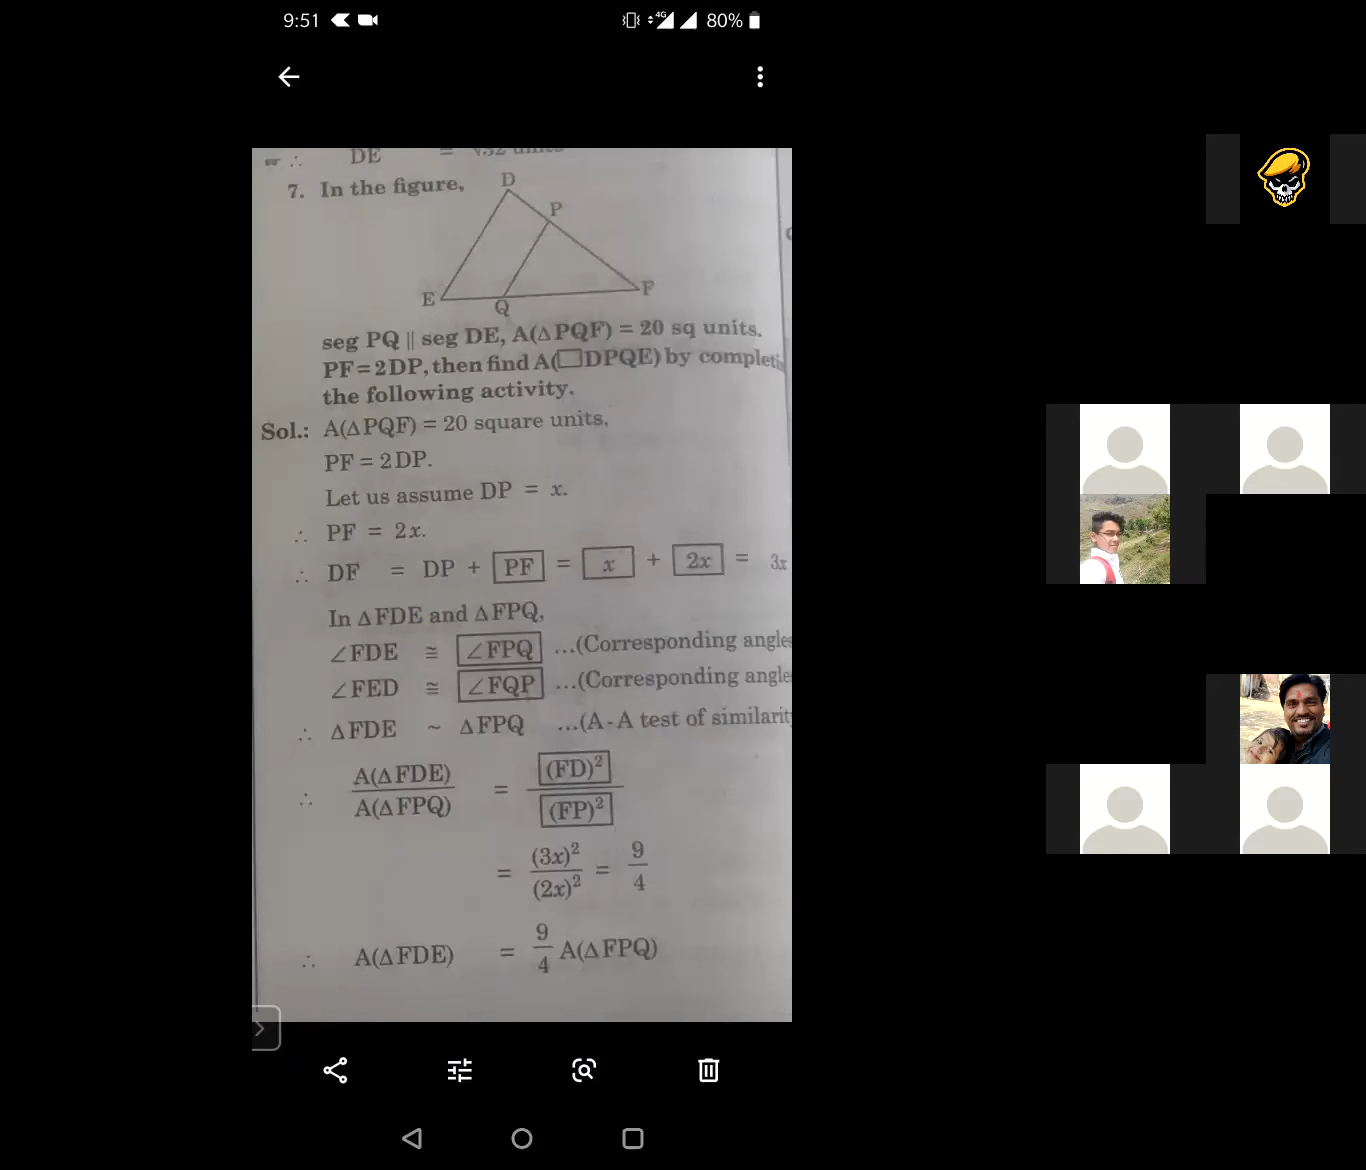 9:51 4G 80%
∴ DE =
7. In the figure,
D
P
E
Q
F
seg PQ || seg DE, A(△PQF) = 20 sq units,
PF = 2DP, then find A(□DPQE) by
the following activity.
Sol.: A(△PQF) = 20 square units,
PF = 2DP.
Let us assume DP = x.
∴ PF = 2x.
∴ DF = DP + PF = x + 2x = 3x
In △FDE and △FPQ,
∠FDE ≅ ∠FPQ ...(Corresponding angles
∠FED ≅ ∠FQP ...(Corresponding angle
∴ △FDE ~ △FPQ ...(A-A test of similarit
∴ A(△FDE) / A(△FPQ) = (FD)² / (FP)²
= (3x)² / (2x)² = 9/4
∴ A(△FDE) = 9/4 A(△FPQ)